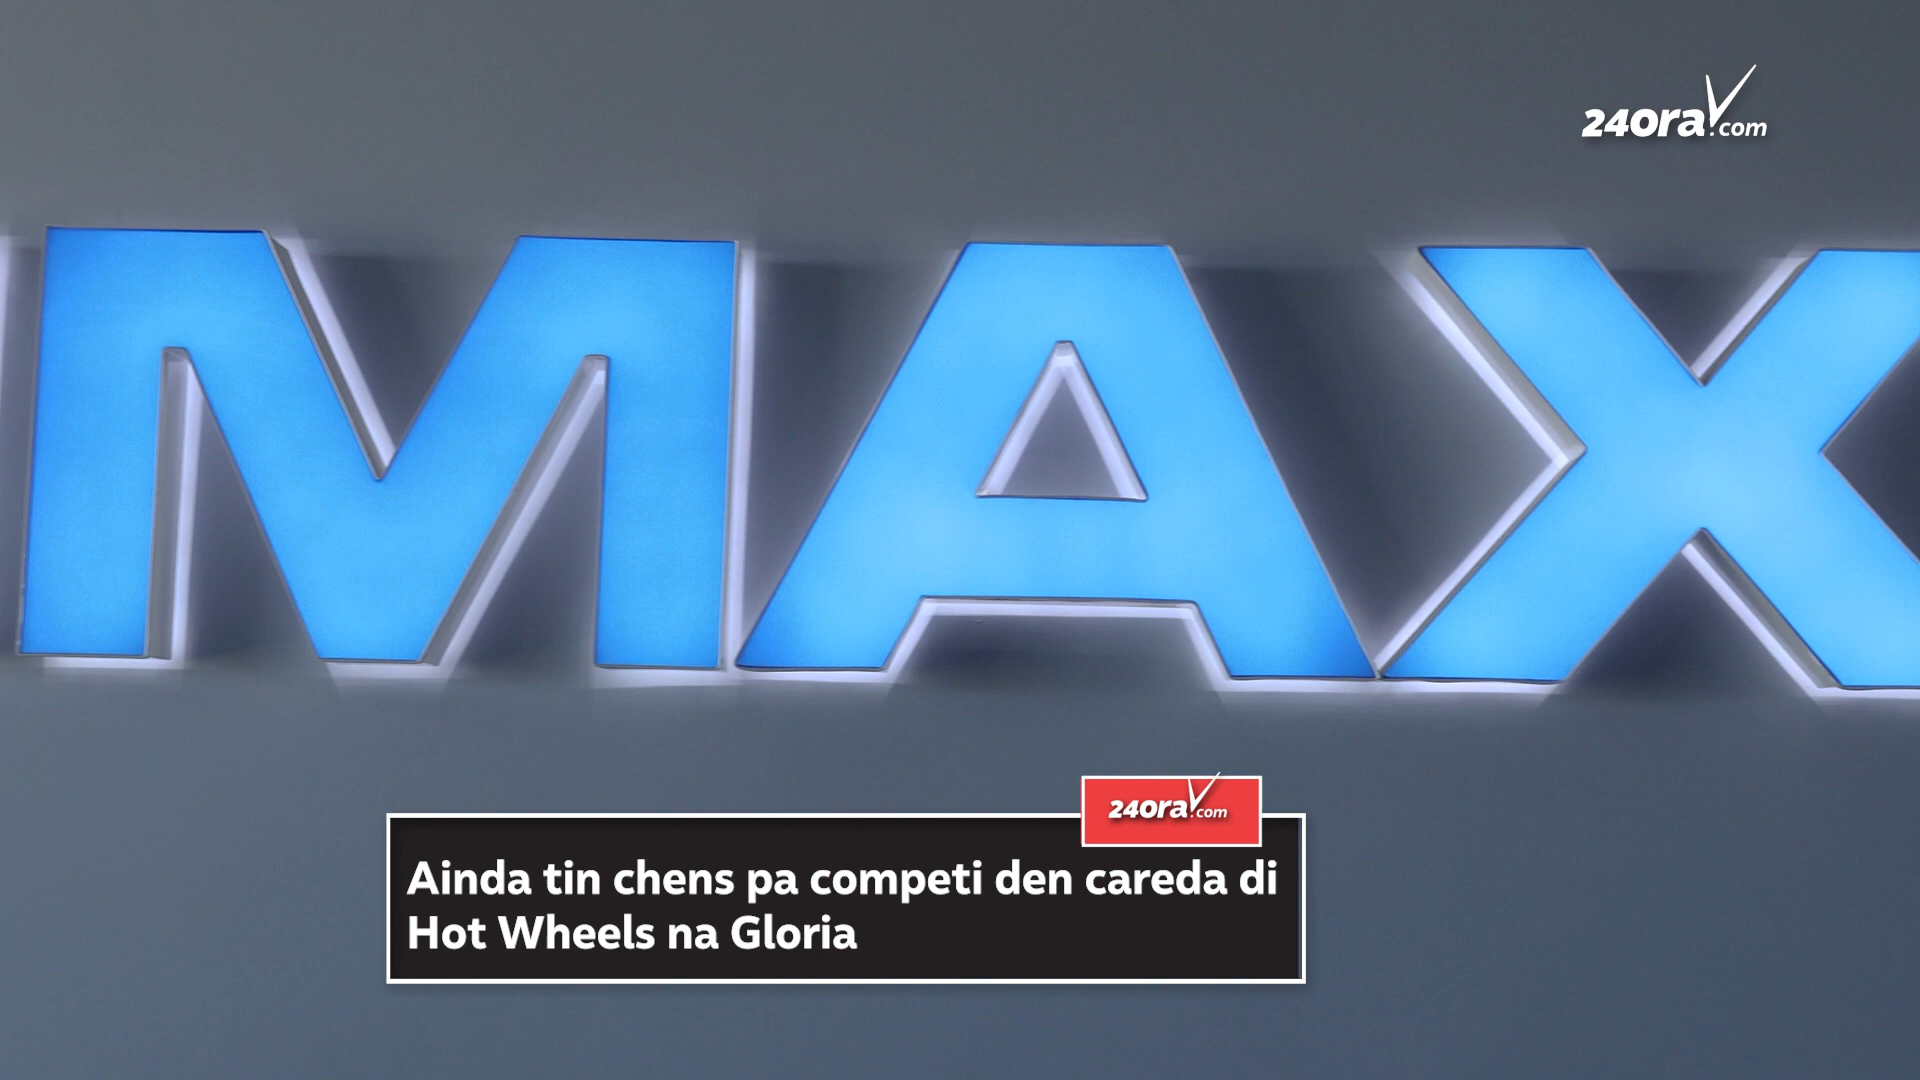 24ora.com
MAX
24ora.com
Ainda tin chens pa competi den careda di
Hot Wheels na Gloria